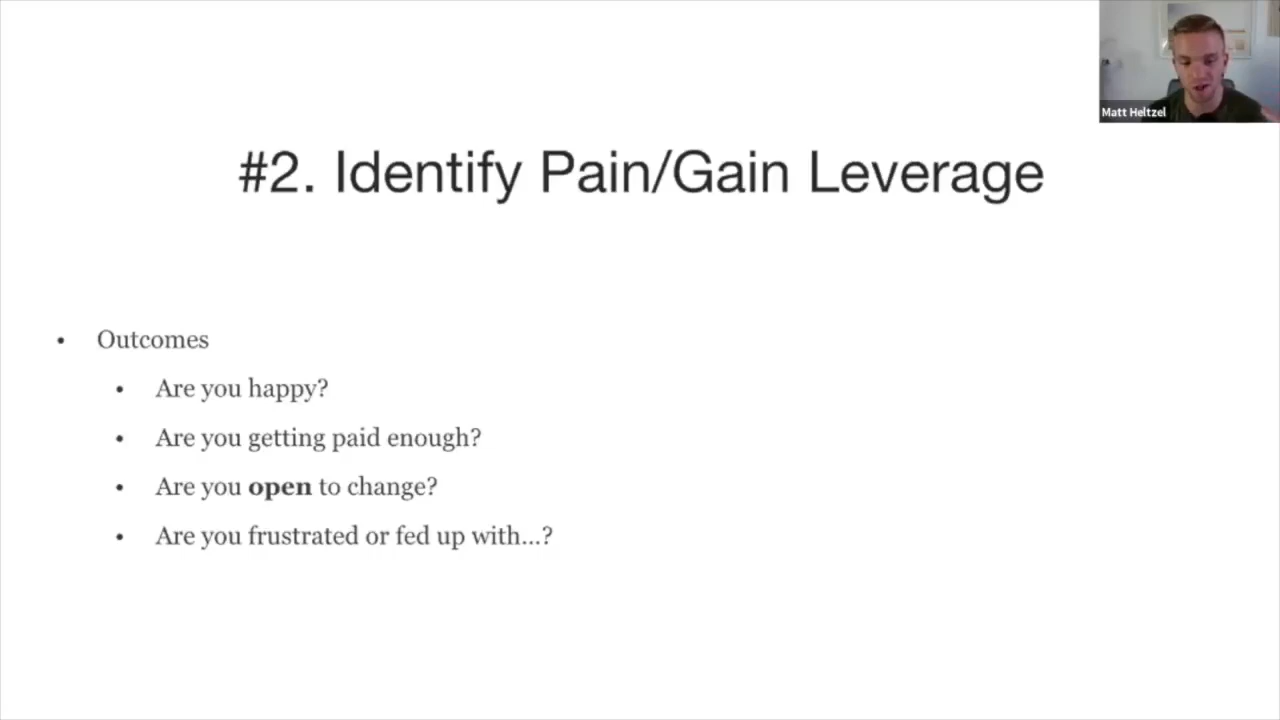 Matt Heltzel
#2. Identify Pain/Gain Leverage
• Outcomes
• Are you happy?
• Are you getting paid enough?
• Are you open to change?
• Are you frustrated or fed up with...?